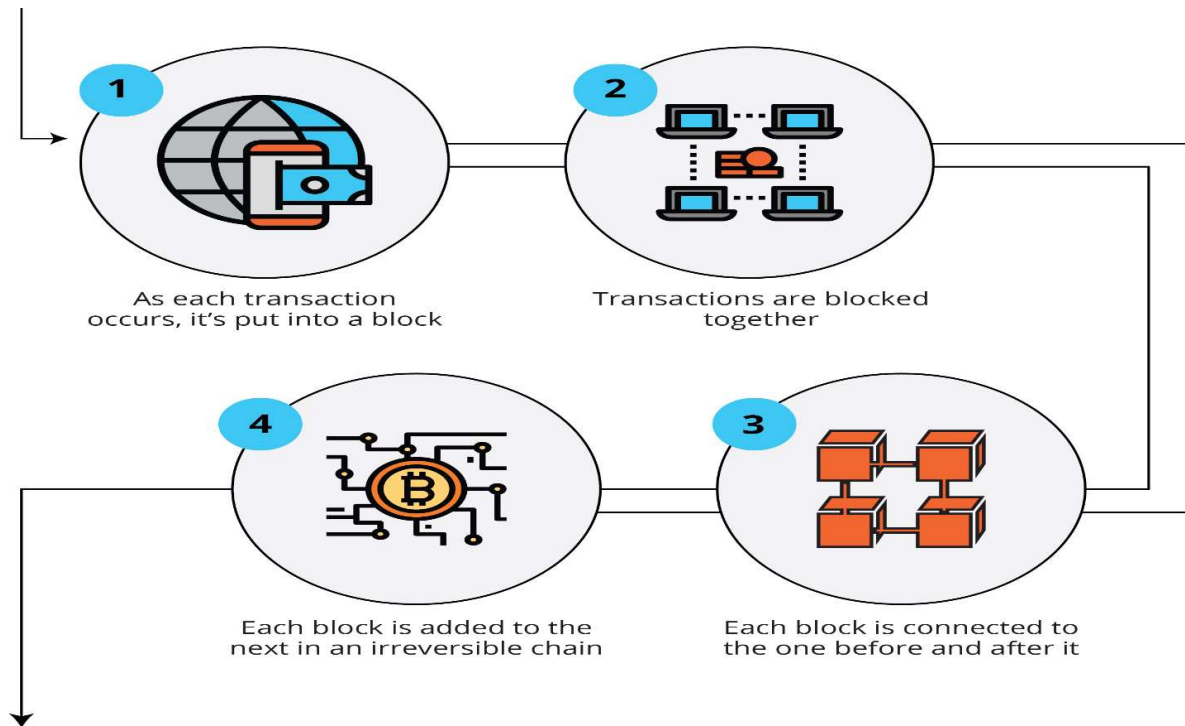 1
As each transaction
occurs, it's put into a block
2
Transactions are blocked
together
3
Each block is connected to
the one before and after it
4
Each block is added to the
next in an irreversible chain